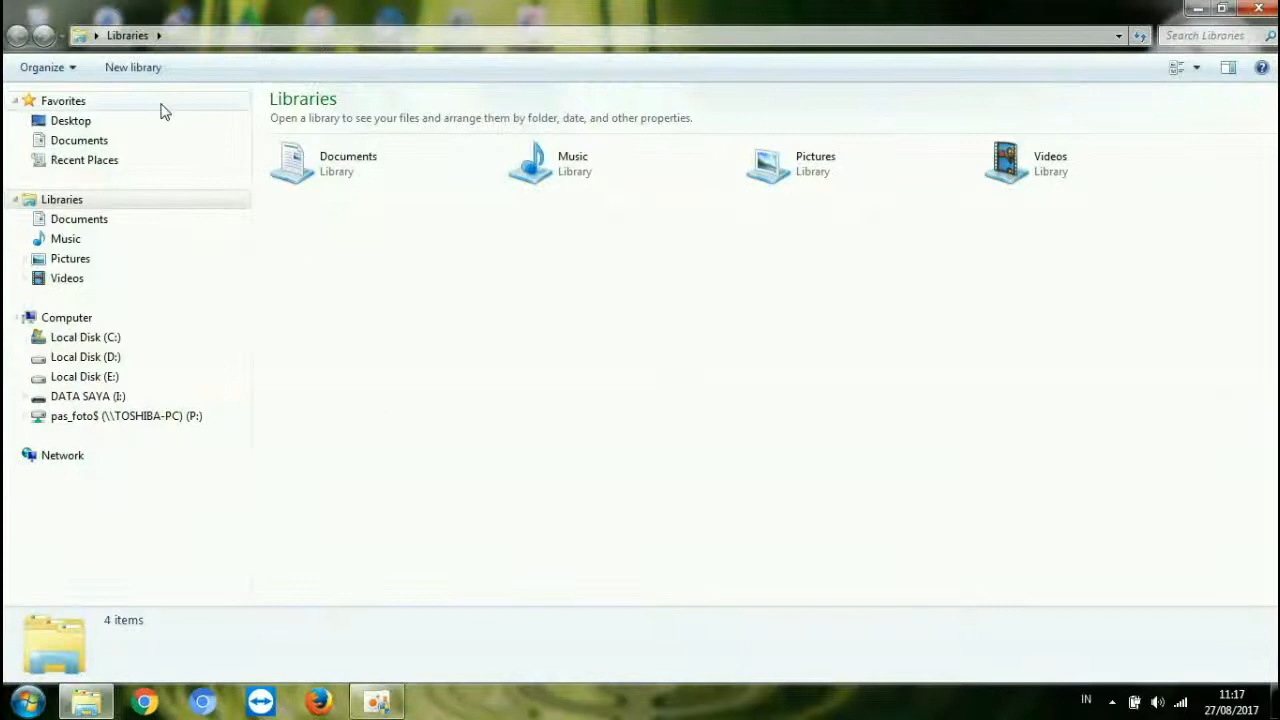 Libraries
Search Libraries
Organize
New library
Favorites
Desktop
Documents
Recent Places
Libraries
Documents
Music
Pictures
Videos
Computer
Local Disk (C:)
Local Disk (D:)
Local Disk (E:)
DATA SAYA (I:)
pas_foto$ (\\TOSHIBA-PC) (P:)
Network
Libraries
Open a library to see your files and arrange them by folder, date, and other properties.
Documents
Library
Music
Library
Pictures
Library
Videos
Library
4 items
IN
11:17
27/08/2017